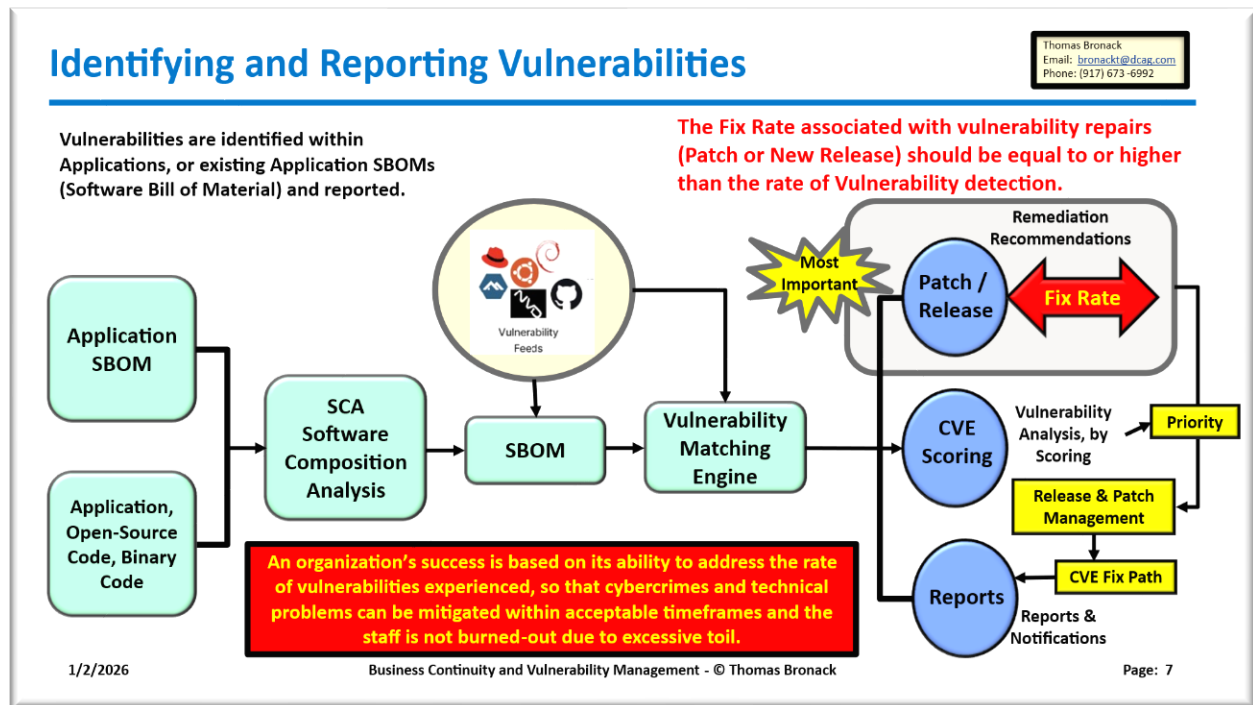 Identifying and Reporting Vulnerabilities
Thomas Bronack
Email: bronackt@dcag.com
Phone: (917) 673 -6992
Vulnerabilities are identified within
Applications, or existing Application SBOMs
(Software Bill of Material) and reported.
The Fix Rate associated with vulnerability repairs
(Patch or New Release) should be equal to or higher
than the rate of Vulnerability detection.
Application
SBOM
Application,
Open-Source
Code, Binary
Code
SCA
Software
Composition
Analysis
Vulnerability
Feeds
SBOM
Vulnerability
Matching
Engine
Most
Important
Remediation
Recommendations
Patch /
Release
Fix Rate
CVE
Scoring
Vulnerability
Analysis, by
Scoring
Priority
Release & Patch
Management
CVE Fix Path
Reports
Reports &
Notifications
An organization's success is based on its ability to address the rate
of vulnerabilities experienced, so that cybercrimes and technical
problems can be mitigated within acceptable timeframes and the
staff is not burned-out due to excessive toil.
1/2/2026
Business Continuity and Vulnerability Management - © Thomas Bronack
Page: 7